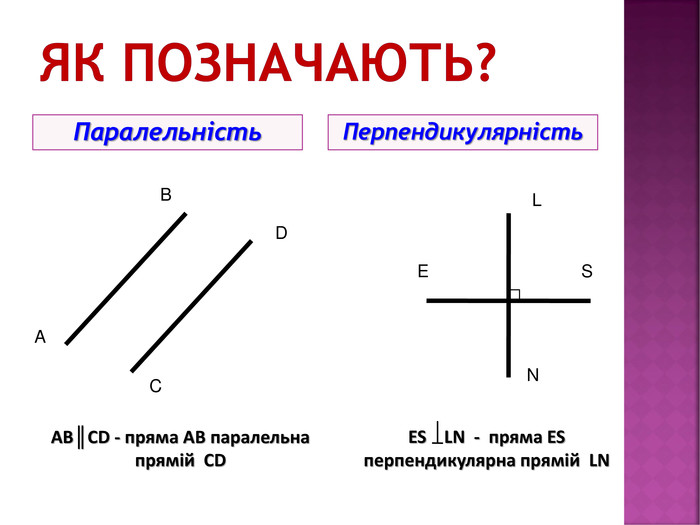 ЯК ПОЗНАЧАЮТЬ?
Паралельність
Перпендикулярність
B
D
A
C
L
E
S
N
AB║CD - пряма AB паралельна
прямій CD
ES ┴LN - пряма ES
перпендикулярна прямій LN